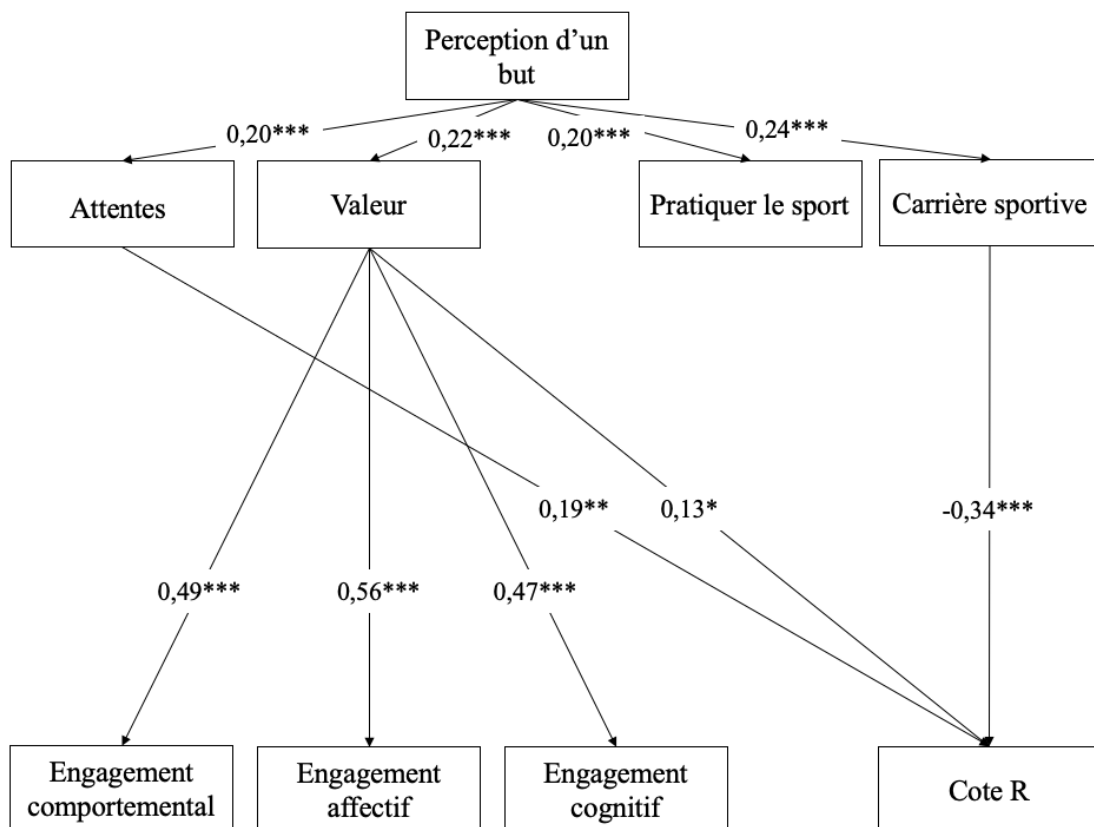 Perception d’un
but
0,20***
0,22***
0,20***
0,24***
Attentes
Valeur
Pratiquer le sport
Carrière sportive
0,19**
0,13*
-0,34***
0,49***
0,56***
0,47***
Engagement
comportemental
Engagement
affectif
Engagement
cognitif
Cote R